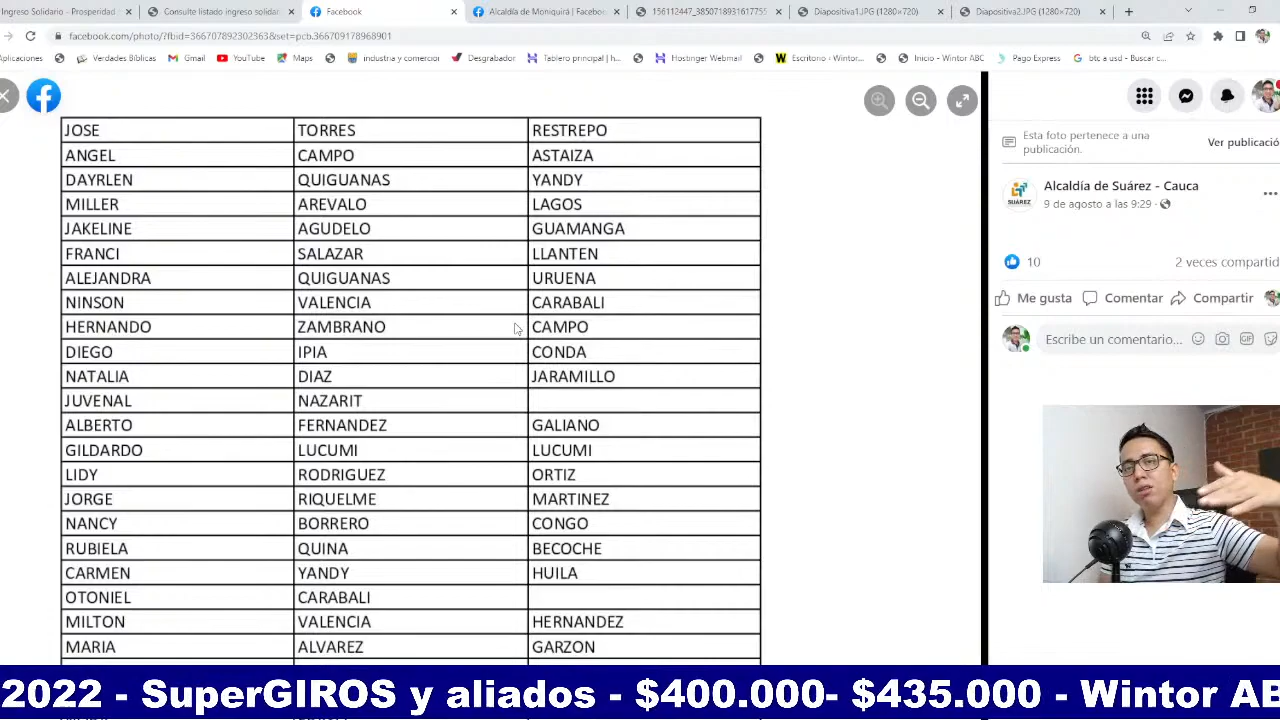 Ingreso Solidario - Prosperidad
Consulte listado ingreso solidar
Facebook
Alcaldía de Moniquirá | Faceboo
156112447_3850718931617755
Diapositiva1.JPG (1280×720)
Diapositiva2.JPG (1280×720)
facebook.com/photo/?fbid=366707892302363&set=pcb.366709178968901
Aplicaciones
Verdades Bíblicas
Gmail
YouTube
Maps
industria y comercio
Desgrabador
Tablero principal | h...
Hostinger Webmail
Escritorio ‹ Wintor...
Inicio - Wintor ABC
Pago Express
btc a usd - Buscar c...
JOSE TORRES RESTREPO
ANGEL CAMPO ASTAIZA
DAYRLEN QUIGUANAS YANDY
MILLER AREVALO LAGOS
JAKELINE AGUDELO GUAMANGA
FRANCI SALAZAR LLANTEN
ALEJANDRA QUIGUANAS URUENA
NINSON VALENCIA CARABALI
HERNANDO ZAMBRANO CAMPO
DIEGO IPIA CONDA
NATALIA DIAZ JARAMILLO
JUVENAL NAZARIT
ALBERTO FERNANDEZ GALIANO
GILDARDO LUCUMI LUCUMI
LIDY RODRIGUEZ ORTIZ
JORGE RIQUELME MARTINEZ
NANCY BORRERO CONGO
RUBIELA QUINA BECOCHE
CARMEN YANDY HUILA
OTONIEL CARABALI
MILTON VALENCIA HERNANDEZ
MARIA ALVAREZ GARZON
Esta foto pertenece a una
publicación.
Ver publicació
SUÁREZ
Alcaldía de Suárez - Cauca
9 de agosto a las 9:29
10
2 veces compartid
Me gusta
Comentar
Compartir
Escribe un comentario...
2022 - SuperGIROS y aliados - $400.000- $435.000 - Wintor AB